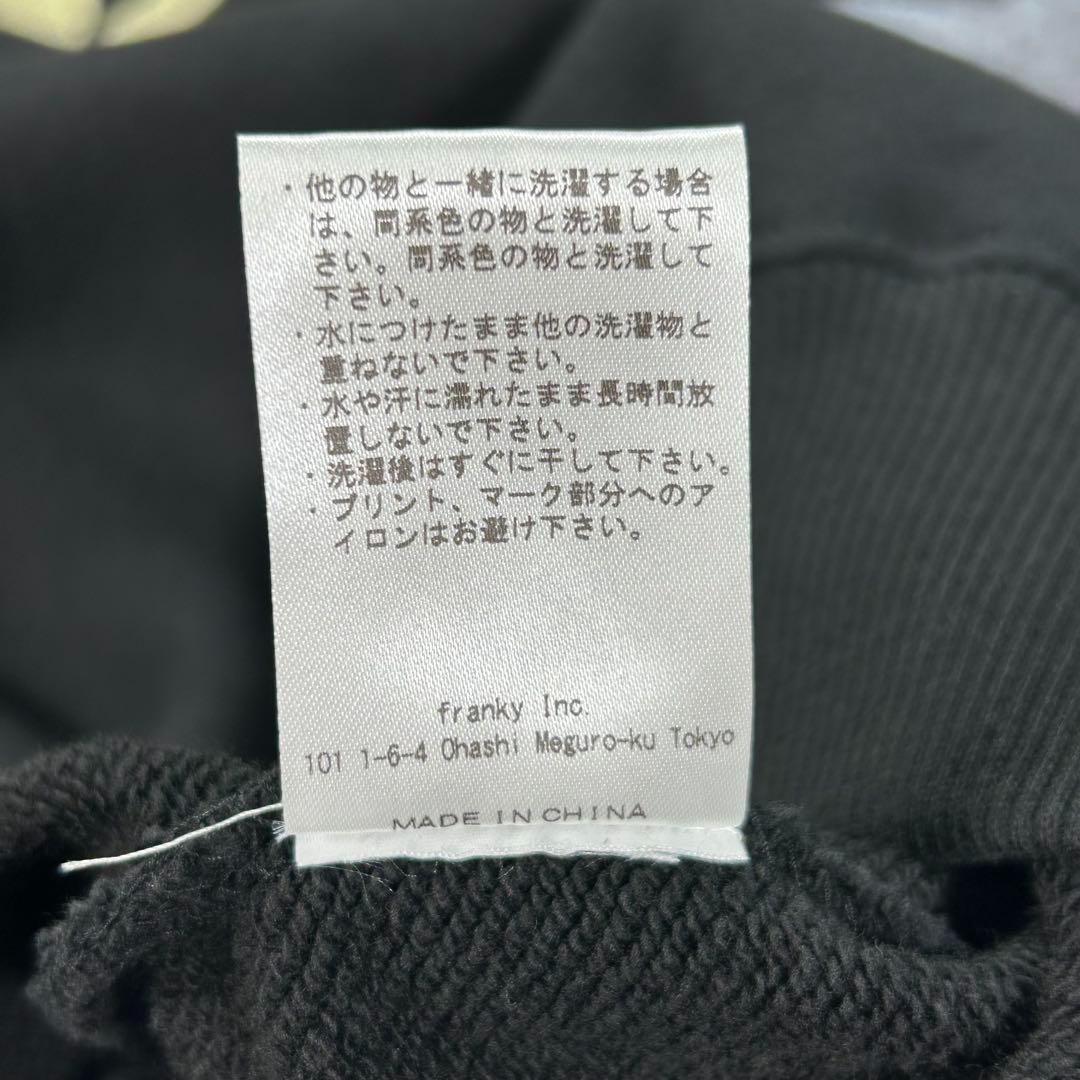 ・他の物と一緒に洗濯する場合
は、同系色の物と洗濯して下
さい。同系色の物と洗濯して
下さい。
・水につけたまま他の洗濯物と
重ねないで下さい。
・水や汗に濡れたまま長時間放
置しないで下さい。
・洗濯後はすぐに干して下さい。
・プリント、マーク部分へのア
イロンはお避け下さい。
franky Inc.
101 1-6-4 Ohashi Meguro-ku Tokyo
MADE IN CHINA